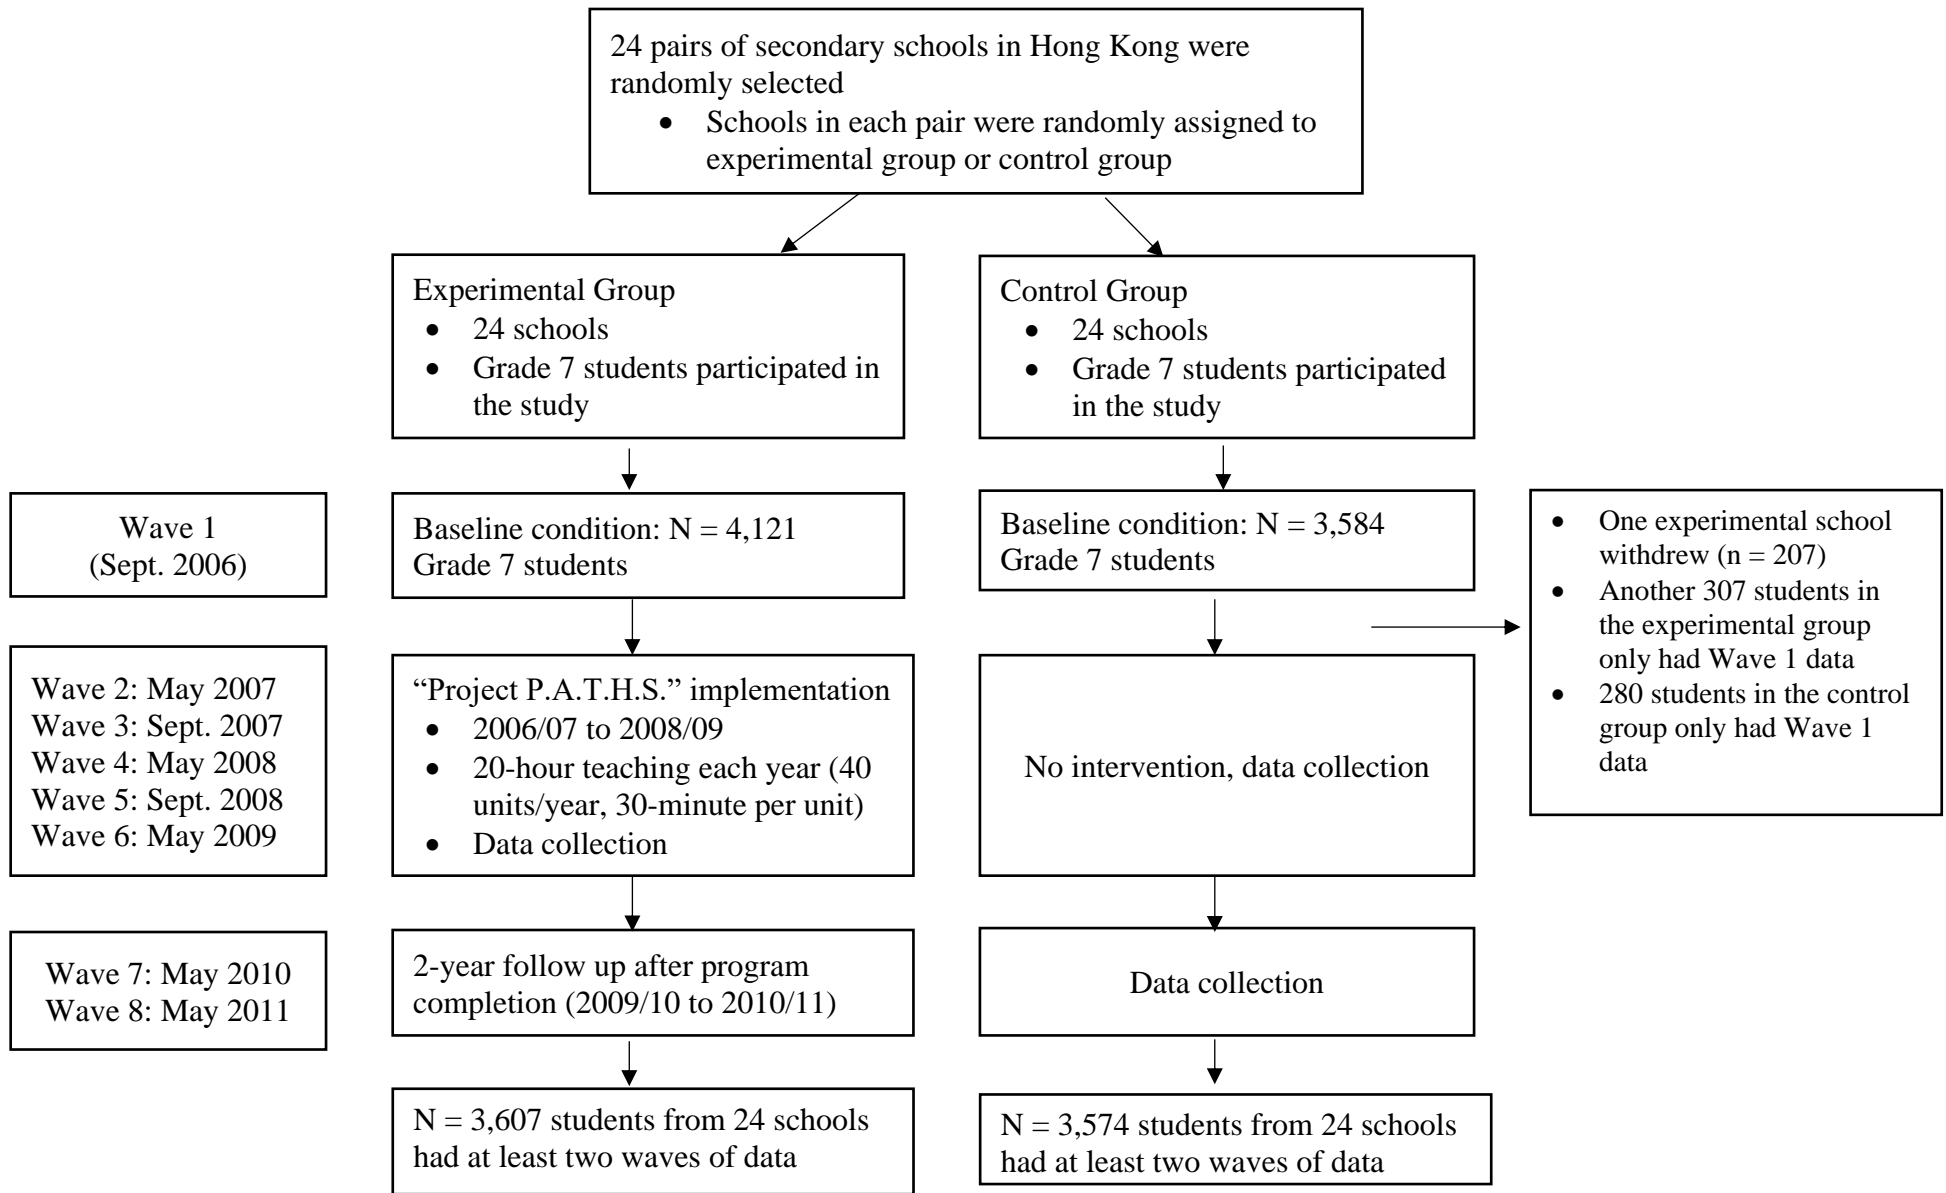 24 pairs of secondary schools in Hong Kong were
randomly selected
• Schools in each pair were randomly assigned to
experimental group or control group
Experimental Group
• 24 schools
• Grade 7 students participated in
the study
Control Group
• 24 schools
• Grade 7 students participated
in the study
Wave 1
(Sept. 2006)
Baseline condition: N = 4,121
Grade 7 students
Baseline condition: N = 3,584
Grade 7 students
• One experimental school
withdrew (n = 207)
• Another 307 students in
the experimental group
only had Wave 1 data
• 280 students in the control
group only had Wave 1
data
Wave 2: May 2007
Wave 3: Sept. 2007
Wave 4: May 2008
Wave 5: Sept. 2008
Wave 6: May 2009
“Project P.A.T.H.S.” implementation
• 2006/07 to 2008/09
• 20-hour teaching each year (40
units/year, 30-minute per unit)
• Data collection
No intervention, data collection
Wave 7: May 2010
Wave 8: May 2011
2-year follow up after program
completion (2009/10 to 2010/11)
Data collection
N = 3,607 students from 24 schools
had at least two waves of data
N = 3,574 students from 24 schools
had at least two waves of data